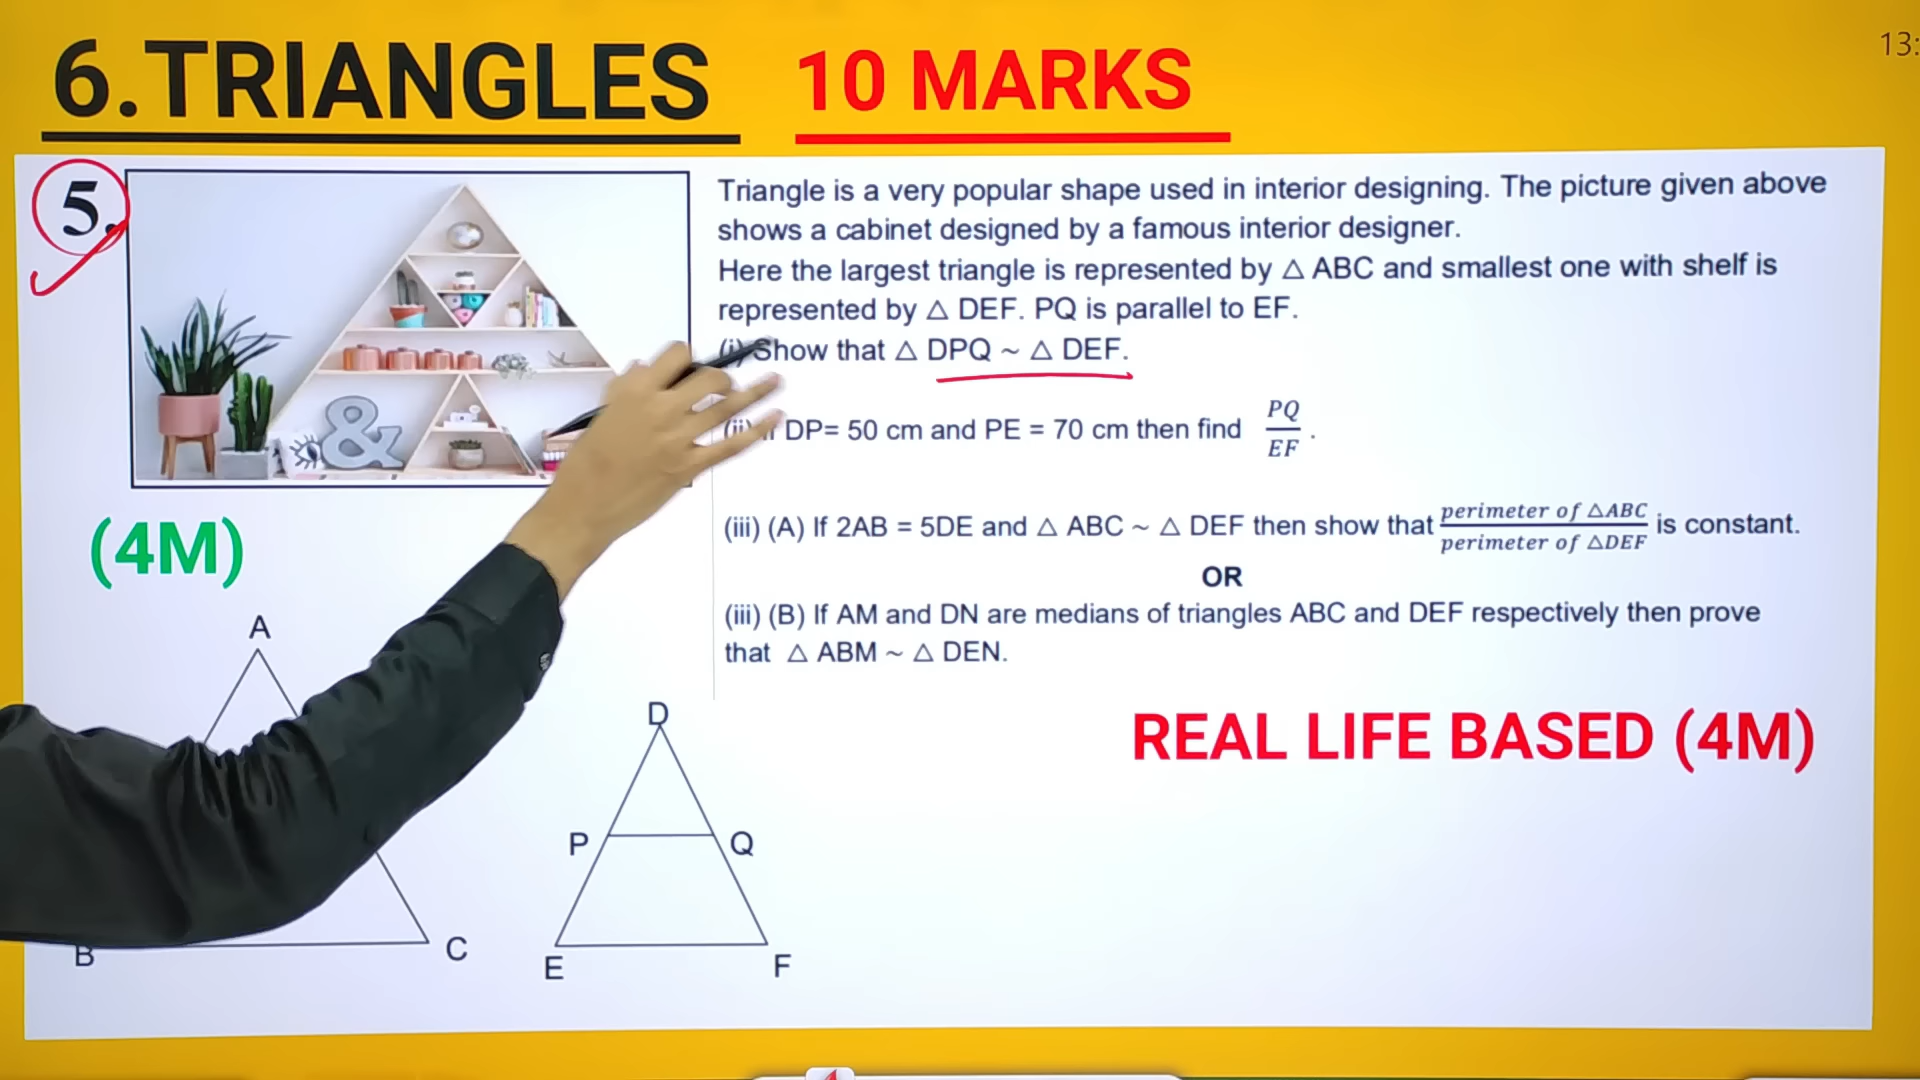 6.TRIANGLES 10 MARKS
13:
5.
Triangle is a very popular shape used in interior designing. The picture given above
shows a cabinet designed by a famous interior designer.
Here the largest triangle is represented by △ ABC and smallest one with shelf is
represented by △ DEF. PQ is parallel to EF.
(i) Show that △ DPQ ~ △ DEF.
(ii) If DP= 50 cm and PE = 70 cm then find PQ/EF .
(4M)
(iii) (A) If 2AB = 5DE and △ ABC ~ △ DEF then show that perimeter of △ABC/perimeter of △DEF is constant.
OR
(iii) (B) If AM and DN are medians of triangles ABC and DEF respectively then prove
that △ ABM ~ △ DEN.
REAL LIFE BASED (4M)
A
D
P Q
B C
E F
&